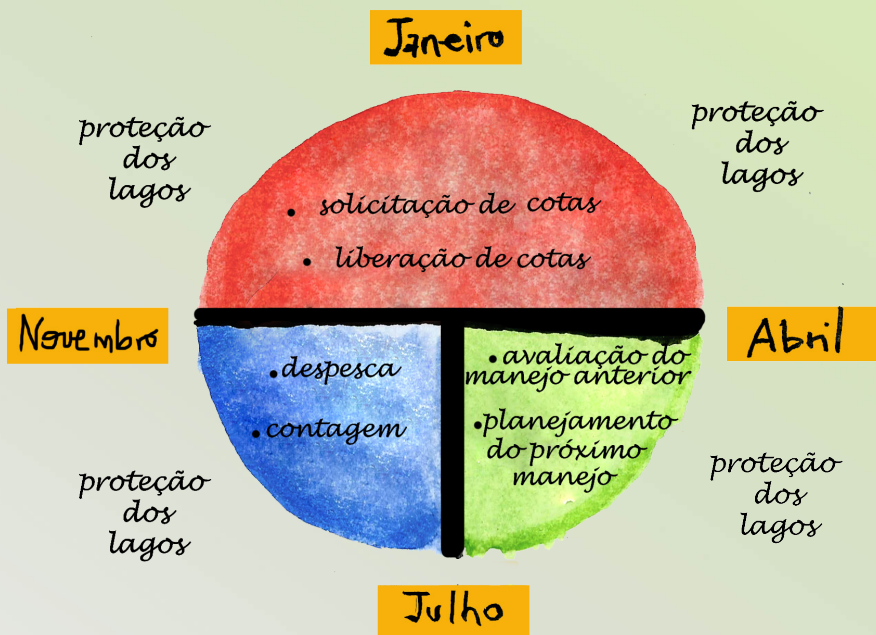 Janeiro
proteção
dos
lagos
proteção
dos
lagos
• solicitação de cotas
• liberação de cotas
Novembro
Abril
• despesca
• contagem
• avaliação do
manejo anterior
• planejamento
do próximo
manejo
proteção
dos
lagos
proteção
dos
lagos
Julho